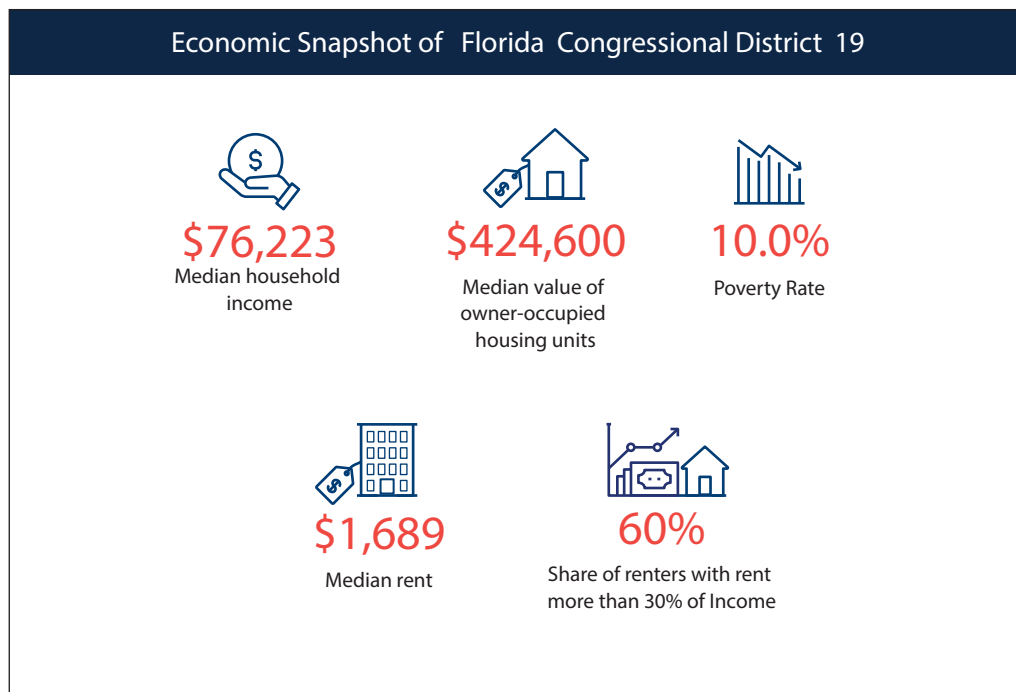 Economic Snapshot of Florida Congressional District 19
$
$
$76,223
Median household
income
$424,600
Median value of
owner-occupied
housing units
10.0%
Poverty Rate
$
$1,689
Median rent
60%
Share of renters with rent
more than 30% of Income